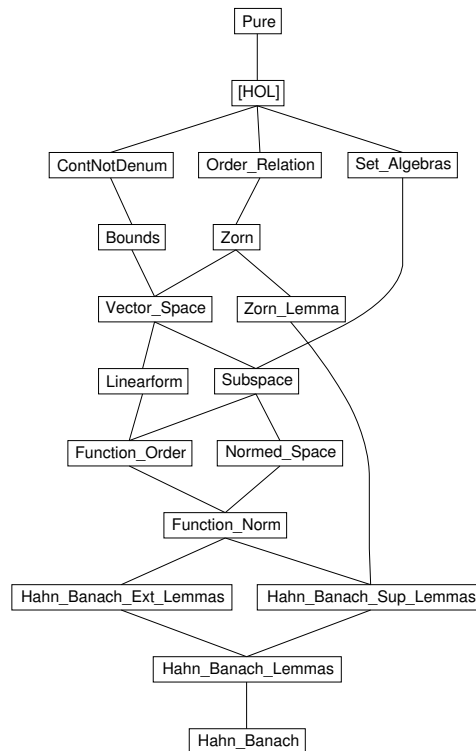 Pure
[HOL]
ContNotDenum
Order_Relation
Set_Algebras
Bounds
Zorn
Vector_Space
Zorn_Lemma
Linearform
Subspace
Function_Order
Normed_Space
Function_Norm
Hahn_Banach_Ext_Lemmas
Hahn_Banach_Sup_Lemmas
Hahn_Banach_Lemmas
Hahn_Banach